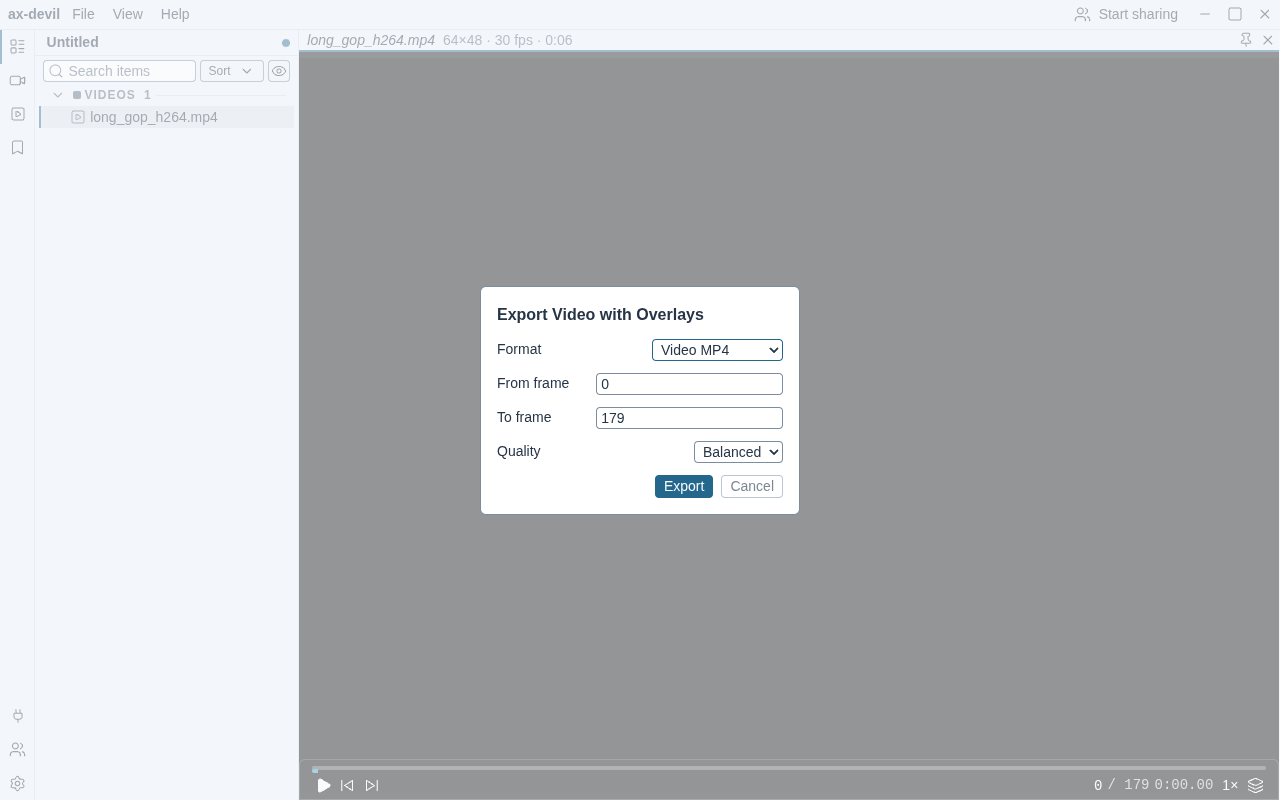 ax-devil File View Help Start sharing
Untitled
long_gop_h264.mp4 64×48 · 30 fps · 0:06
Search items Sort
VIDEOS 1
long_gop_h264.mp4
Export Video with Overlays
Format Video MP4
From frame 0
To frame 179
Quality Balanced
Export Cancel
0 / 179 0:00.00 1×